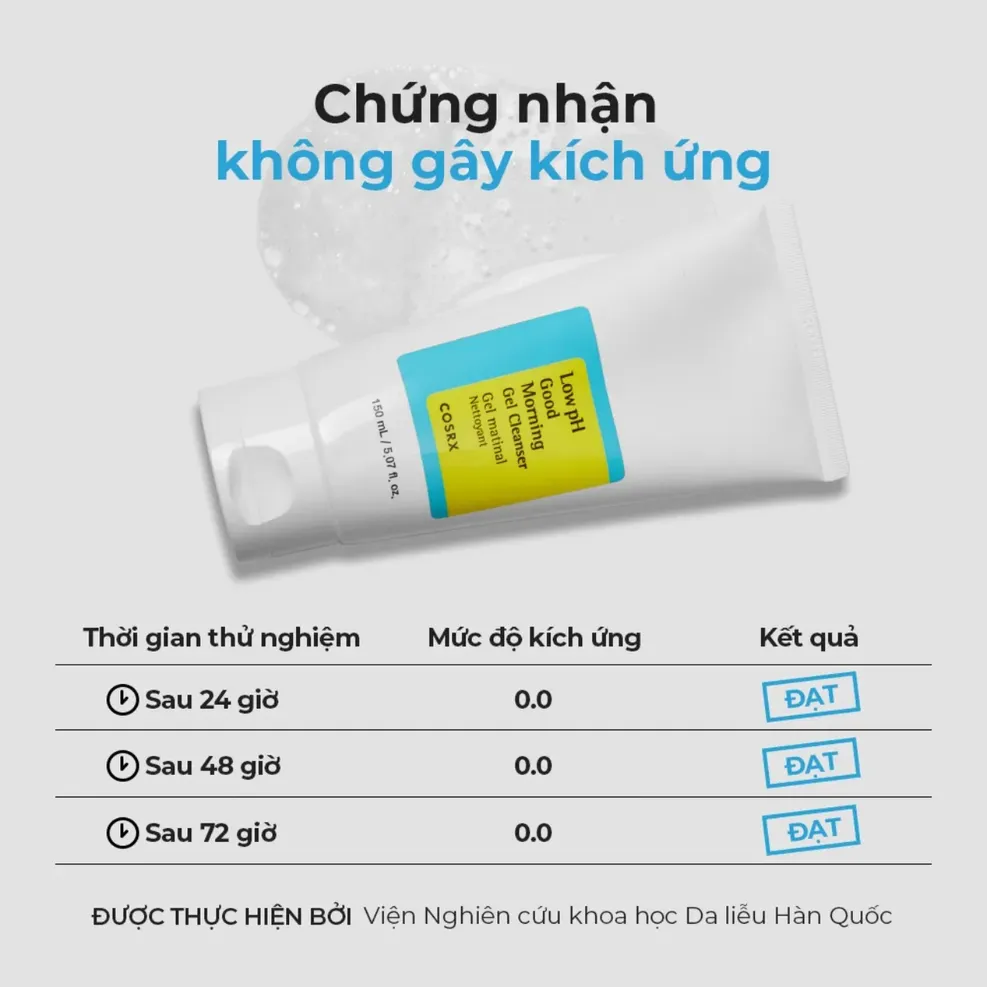 Chứng nhận
không gây kích ứng
Low pH
Good
Morning
Gel Cleanser
Gel matinal
Nettoyant
COSRX
150 mL / 5.07 fl. oz.
Thời gian thử nghiệm Mức độ kích ứng Kết quả
Sau 24 giờ 0.0 ĐẠT
Sau 48 giờ 0.0 ĐẠT
Sau 72 giờ 0.0 ĐẠT
ĐƯỢC THỰC HIỆN BỞI Viện Nghiên cứu khoa học Da liễu Hàn Quốc